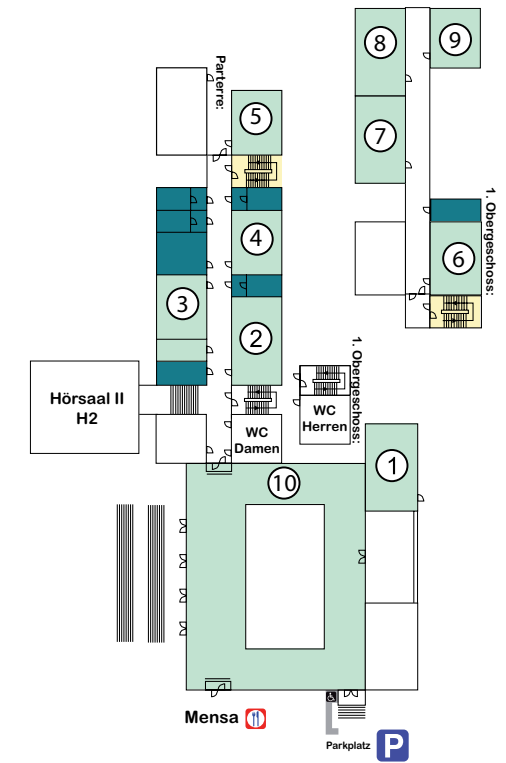 8
9
Parterre:
5
7
1. Obergeschoss:
4
6
3
2
1. Obergeschoss:
Hörsaal II
H2
WC
Herren
WC
Damen
1
10
Mensa
Parkplatz
P